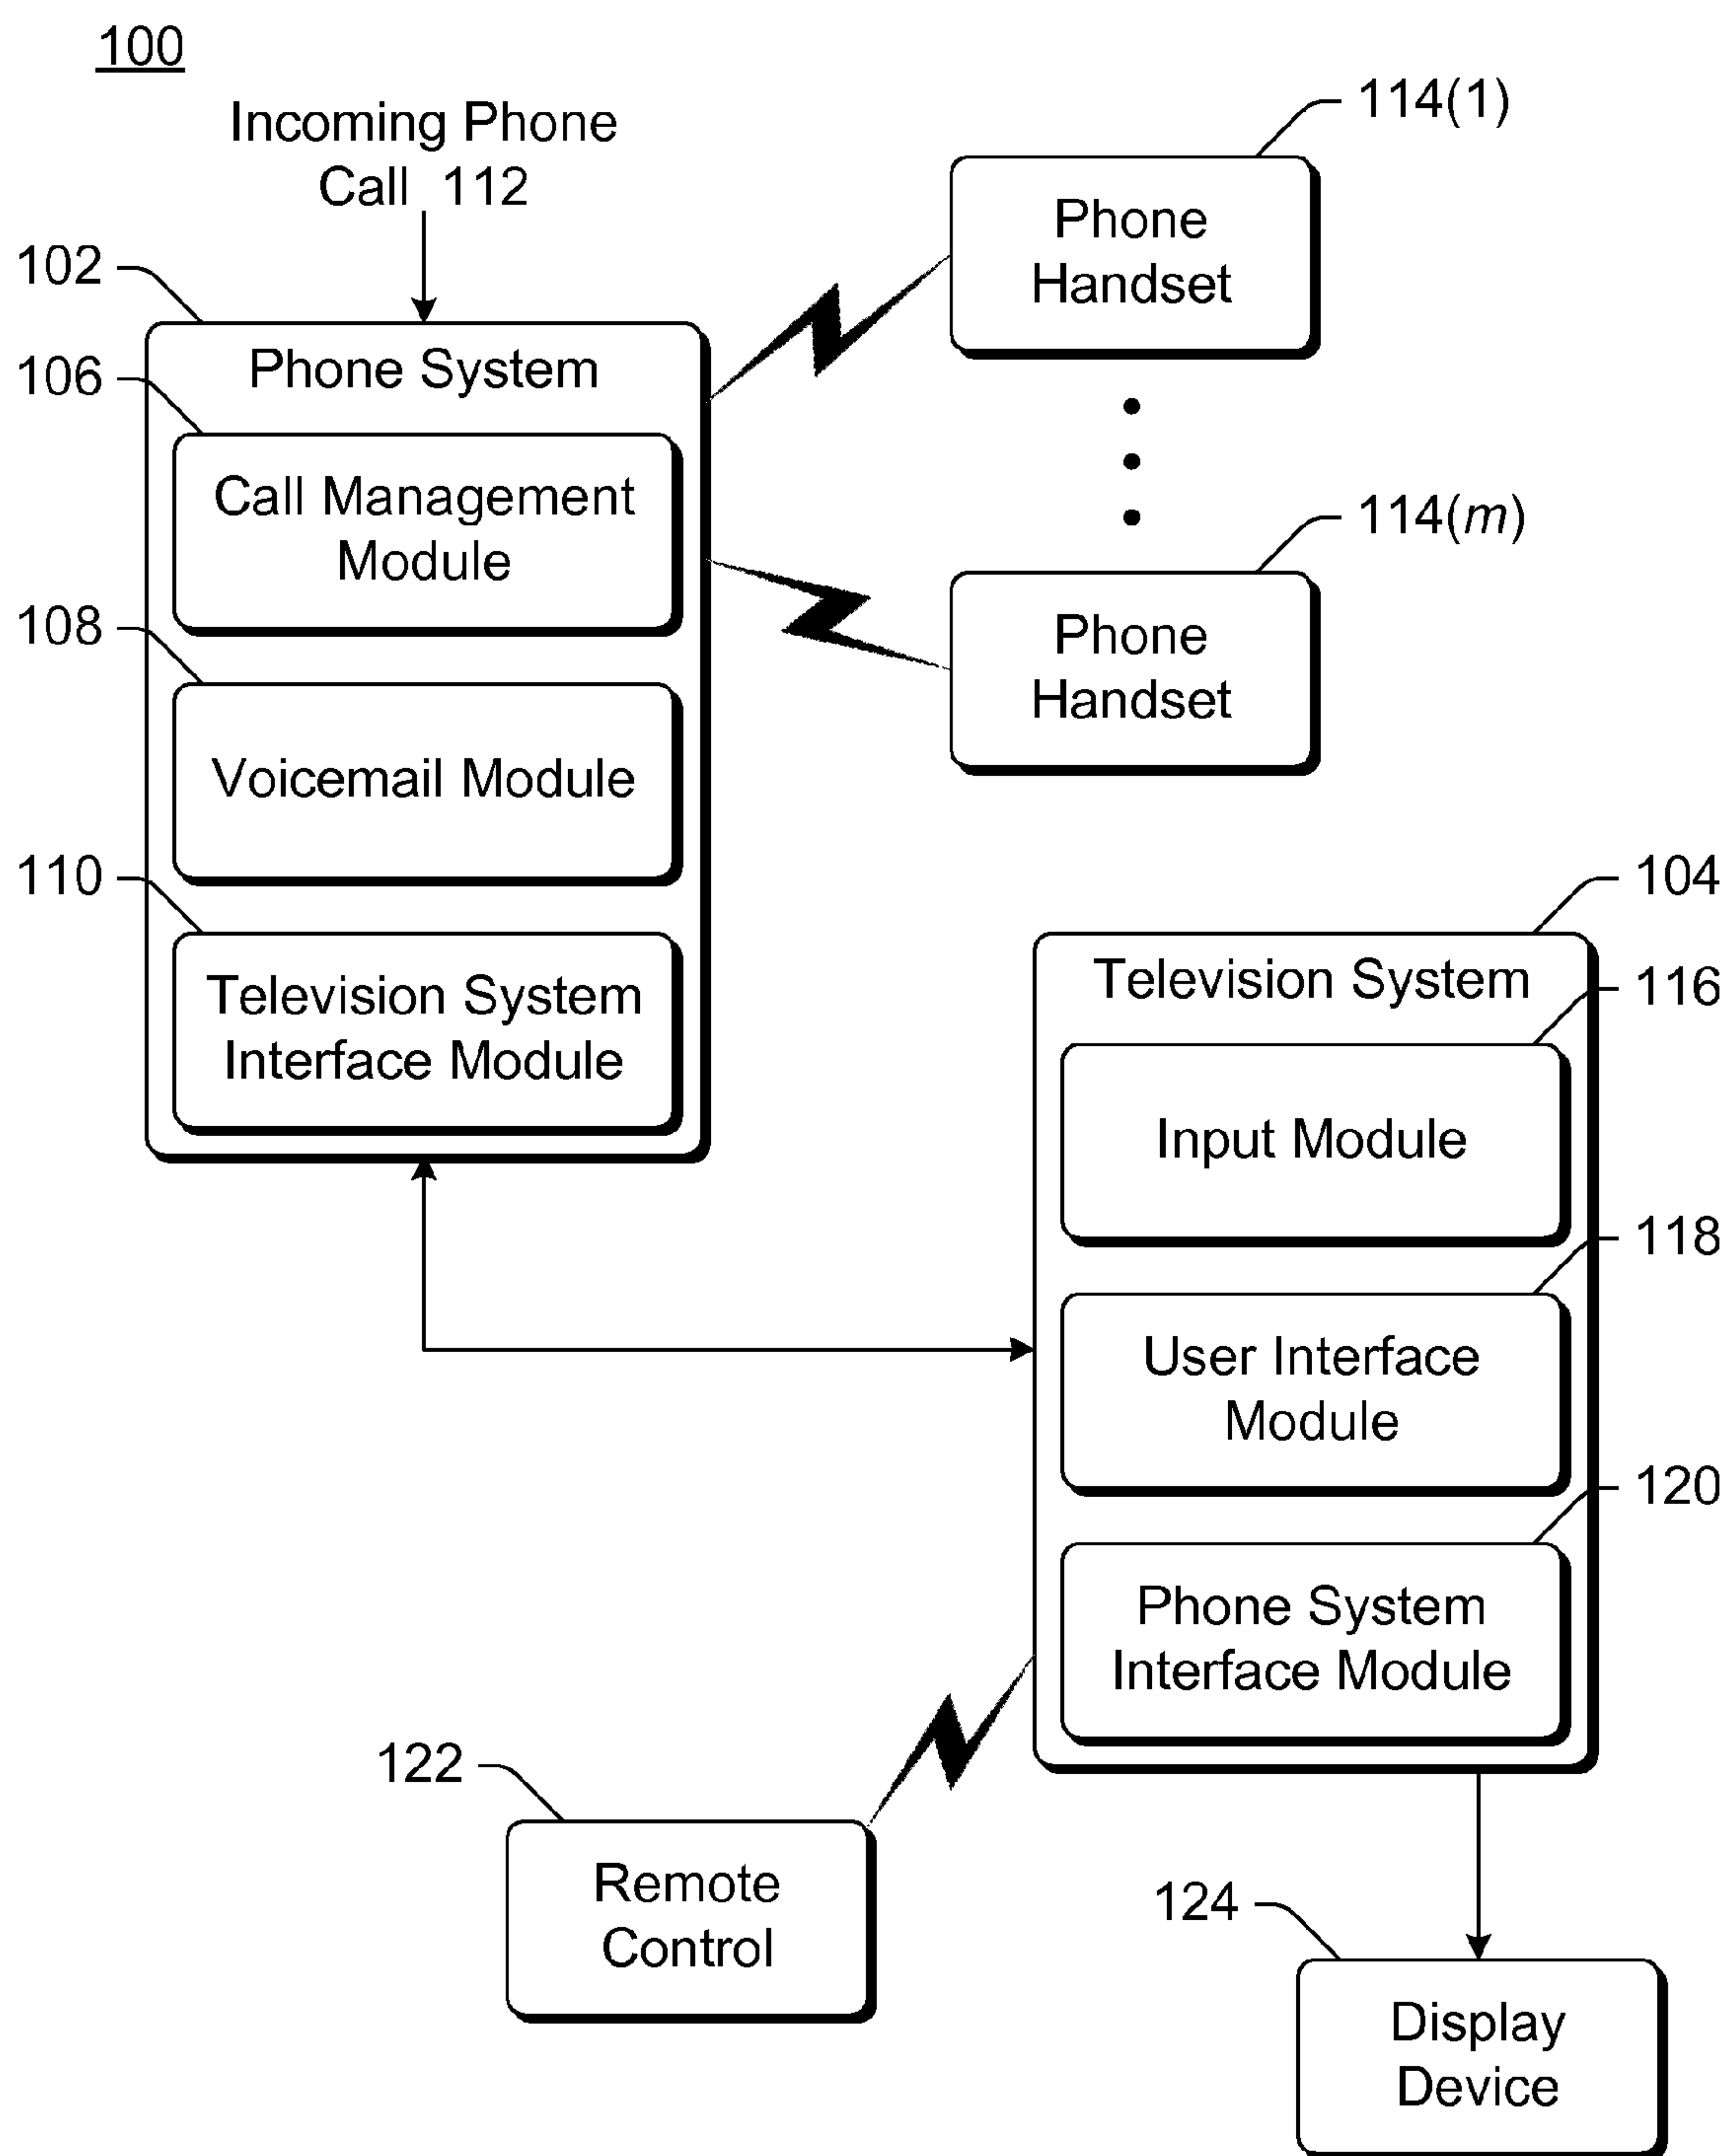 100
Incoming Phone
Call 112
102
Phone System
106
Call Management
Module
108
Voicemail Module
110
Television System
Interface Module
114(1)
Phone
Handset
114(m)
Phone
Handset
104
Television System
116
Input Module
118
User Interface
Module
120
Phone System
Interface Module
122
Remote
Control
124
Display
Device